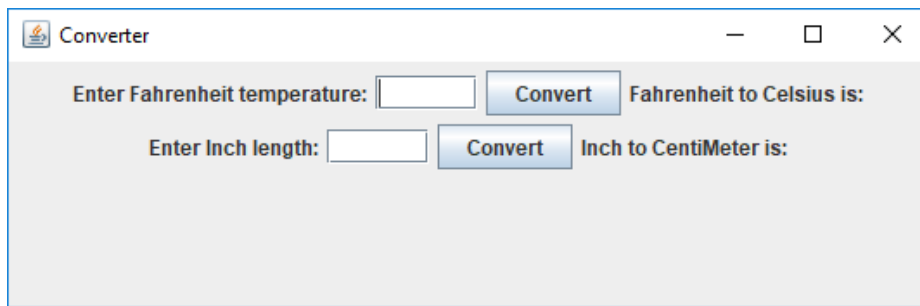 Converter
Enter Fahrenheit temperature: Convert Fahrenheit to Celsius is:
Enter Inch length: Convert Inch to CentiMeter is: